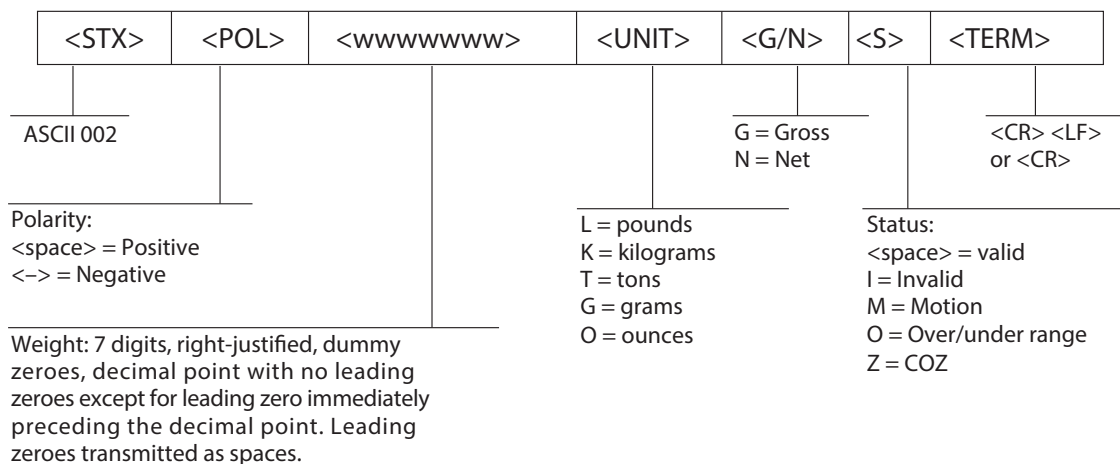 <STX> <POL> <wwwwwww> <UNIT> <G/N> <S> <TERM>
ASCII 002
G = Gross
N = Net
<CR> <LF>
or <CR>
Polarity:
<space> = Positive
<–> = Negative
L = pounds
K = kilograms
T = tons
G = grams
O = ounces
Status:
<space> = valid
I = Invalid
M = Motion
O = Over/under range
Z = COZ
Weight: 7 digits, right-justified, dummy
zeroes, decimal point with no leading
zeroes except for leading zero immediately
preceding the decimal point. Leading
zeroes transmitted as spaces.